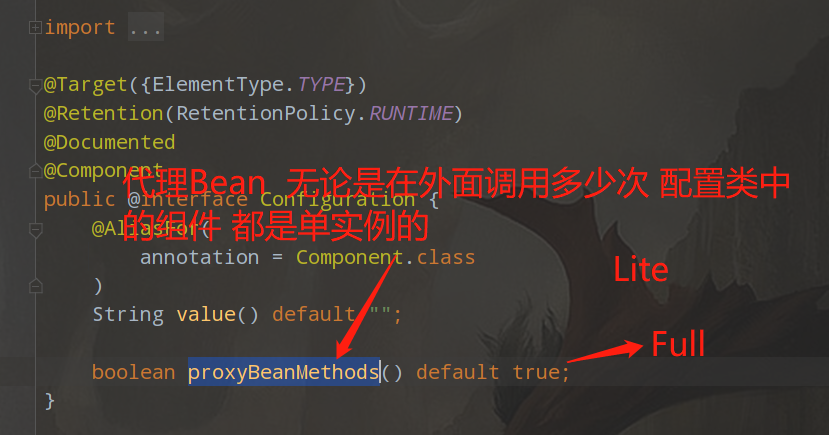 import ...
@Target({ElementType.TYPE})
@Retention(RetentionPolicy.RUNTIME)
@Documented
@Component
代理Bean 无论是在外面调用多少次 配置类中
public @interface Configuration {
的组件 都是单实例的
@AliasFor(
annotation = Component.class
Lite
)
String value() default "";
Full
boolean proxyBeanMethods() default true;
}